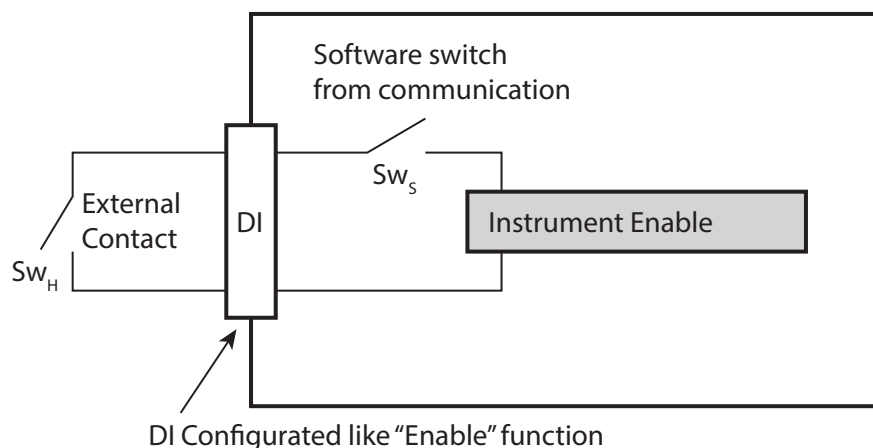 Software switch
from communication
Sw_S
External
Contact
Sw_H
DI
Instrument Enable
DI Configurated like “Enable” function